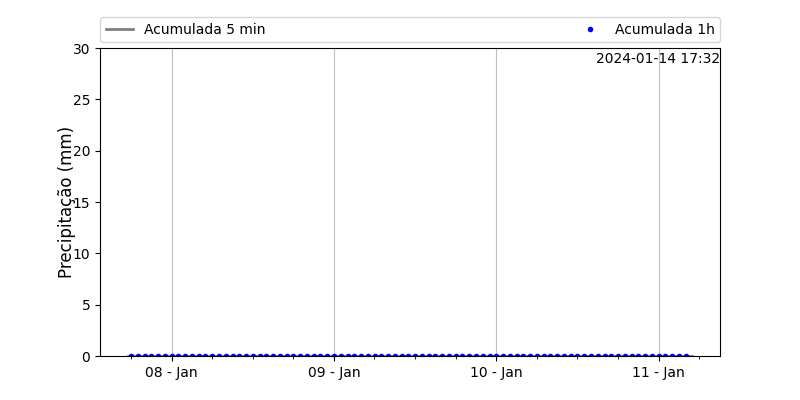 Acumulada 5 min
Acumulada 1h
2024-01-14 17:32
Precipitação (mm)
30
25
20
15
10
5
0
08 - Jan
09 - Jan
10 - Jan
11 - Jan